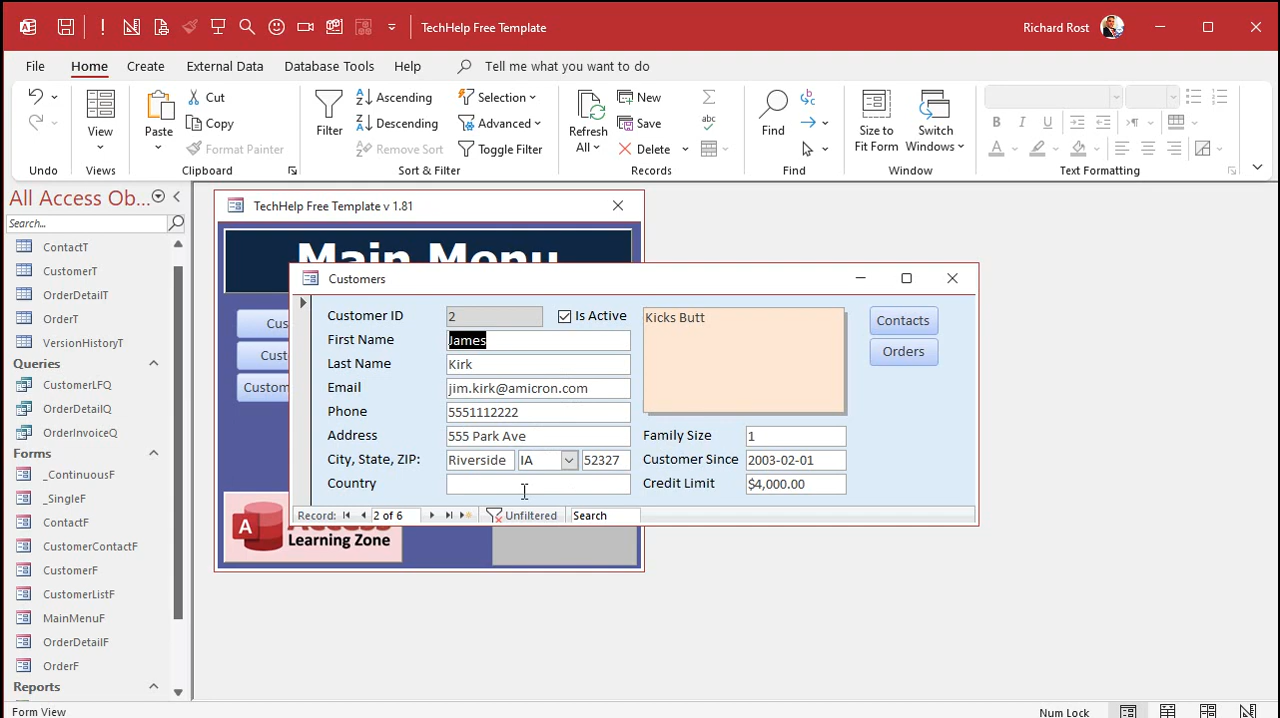 TechHelp Free Template
Richard Rost
File Home Create External Data Database Tools Help Tell me what you want to do
Undo
View
Views
Paste
Cut
Copy
Format Painter
Clipboard
Filter
Ascending
Descending
Remove Sort
Selection
Advanced
Toggle Filter
Sort & Filter
Refresh
All
New
Save
Delete
Records
Find
Find
Size to
Fit Form
Switch
Windows
Window
B I U
Text Formatting
All Access Ob...
Search...
ContactT
CustomerT
OrderDetailT
OrderT
VersionHistoryT
Queries
CustomerLFQ
OrderDetailQ
OrderInvoiceQ
Forms
_ContinuousF
_SingleF
ContactF
CustomerContactF
CustomerF
CustomerListF
MainMenuF
OrderDetailF
OrderF
Reports
TechHelp Free Template v 1.81
Main Menu
Cus
Custo
Custom
A
Learning Zone
Customers
Customer ID 2 Is Active
First Name James
Last Name Kirk
Email jim.kirk@amicron.com
Phone 5551112222
Address 555 Park Ave
City, State, ZIP: Riverside IA 52327
Country
Kicks Butt
Family Size 1
Customer Since 2003-02-01
Credit Limit $4,000.00
Contacts
Orders
Record: 2 of 6 Unfiltered Search
Form View
Num Lock